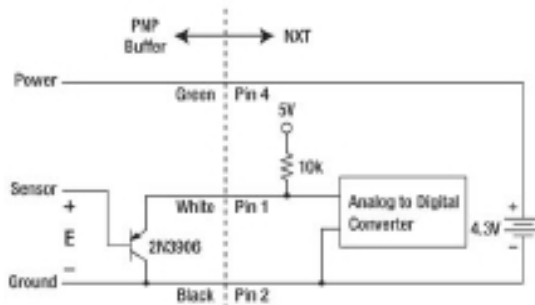 PNP
Buffer
NXT
Power
Green
Pin 4
5V
10k
Sensor
White
Pin 1
Analog to Digital
Converter
+
4.3V
−
+
E
−
2N3906
Ground
Black
Pin 2